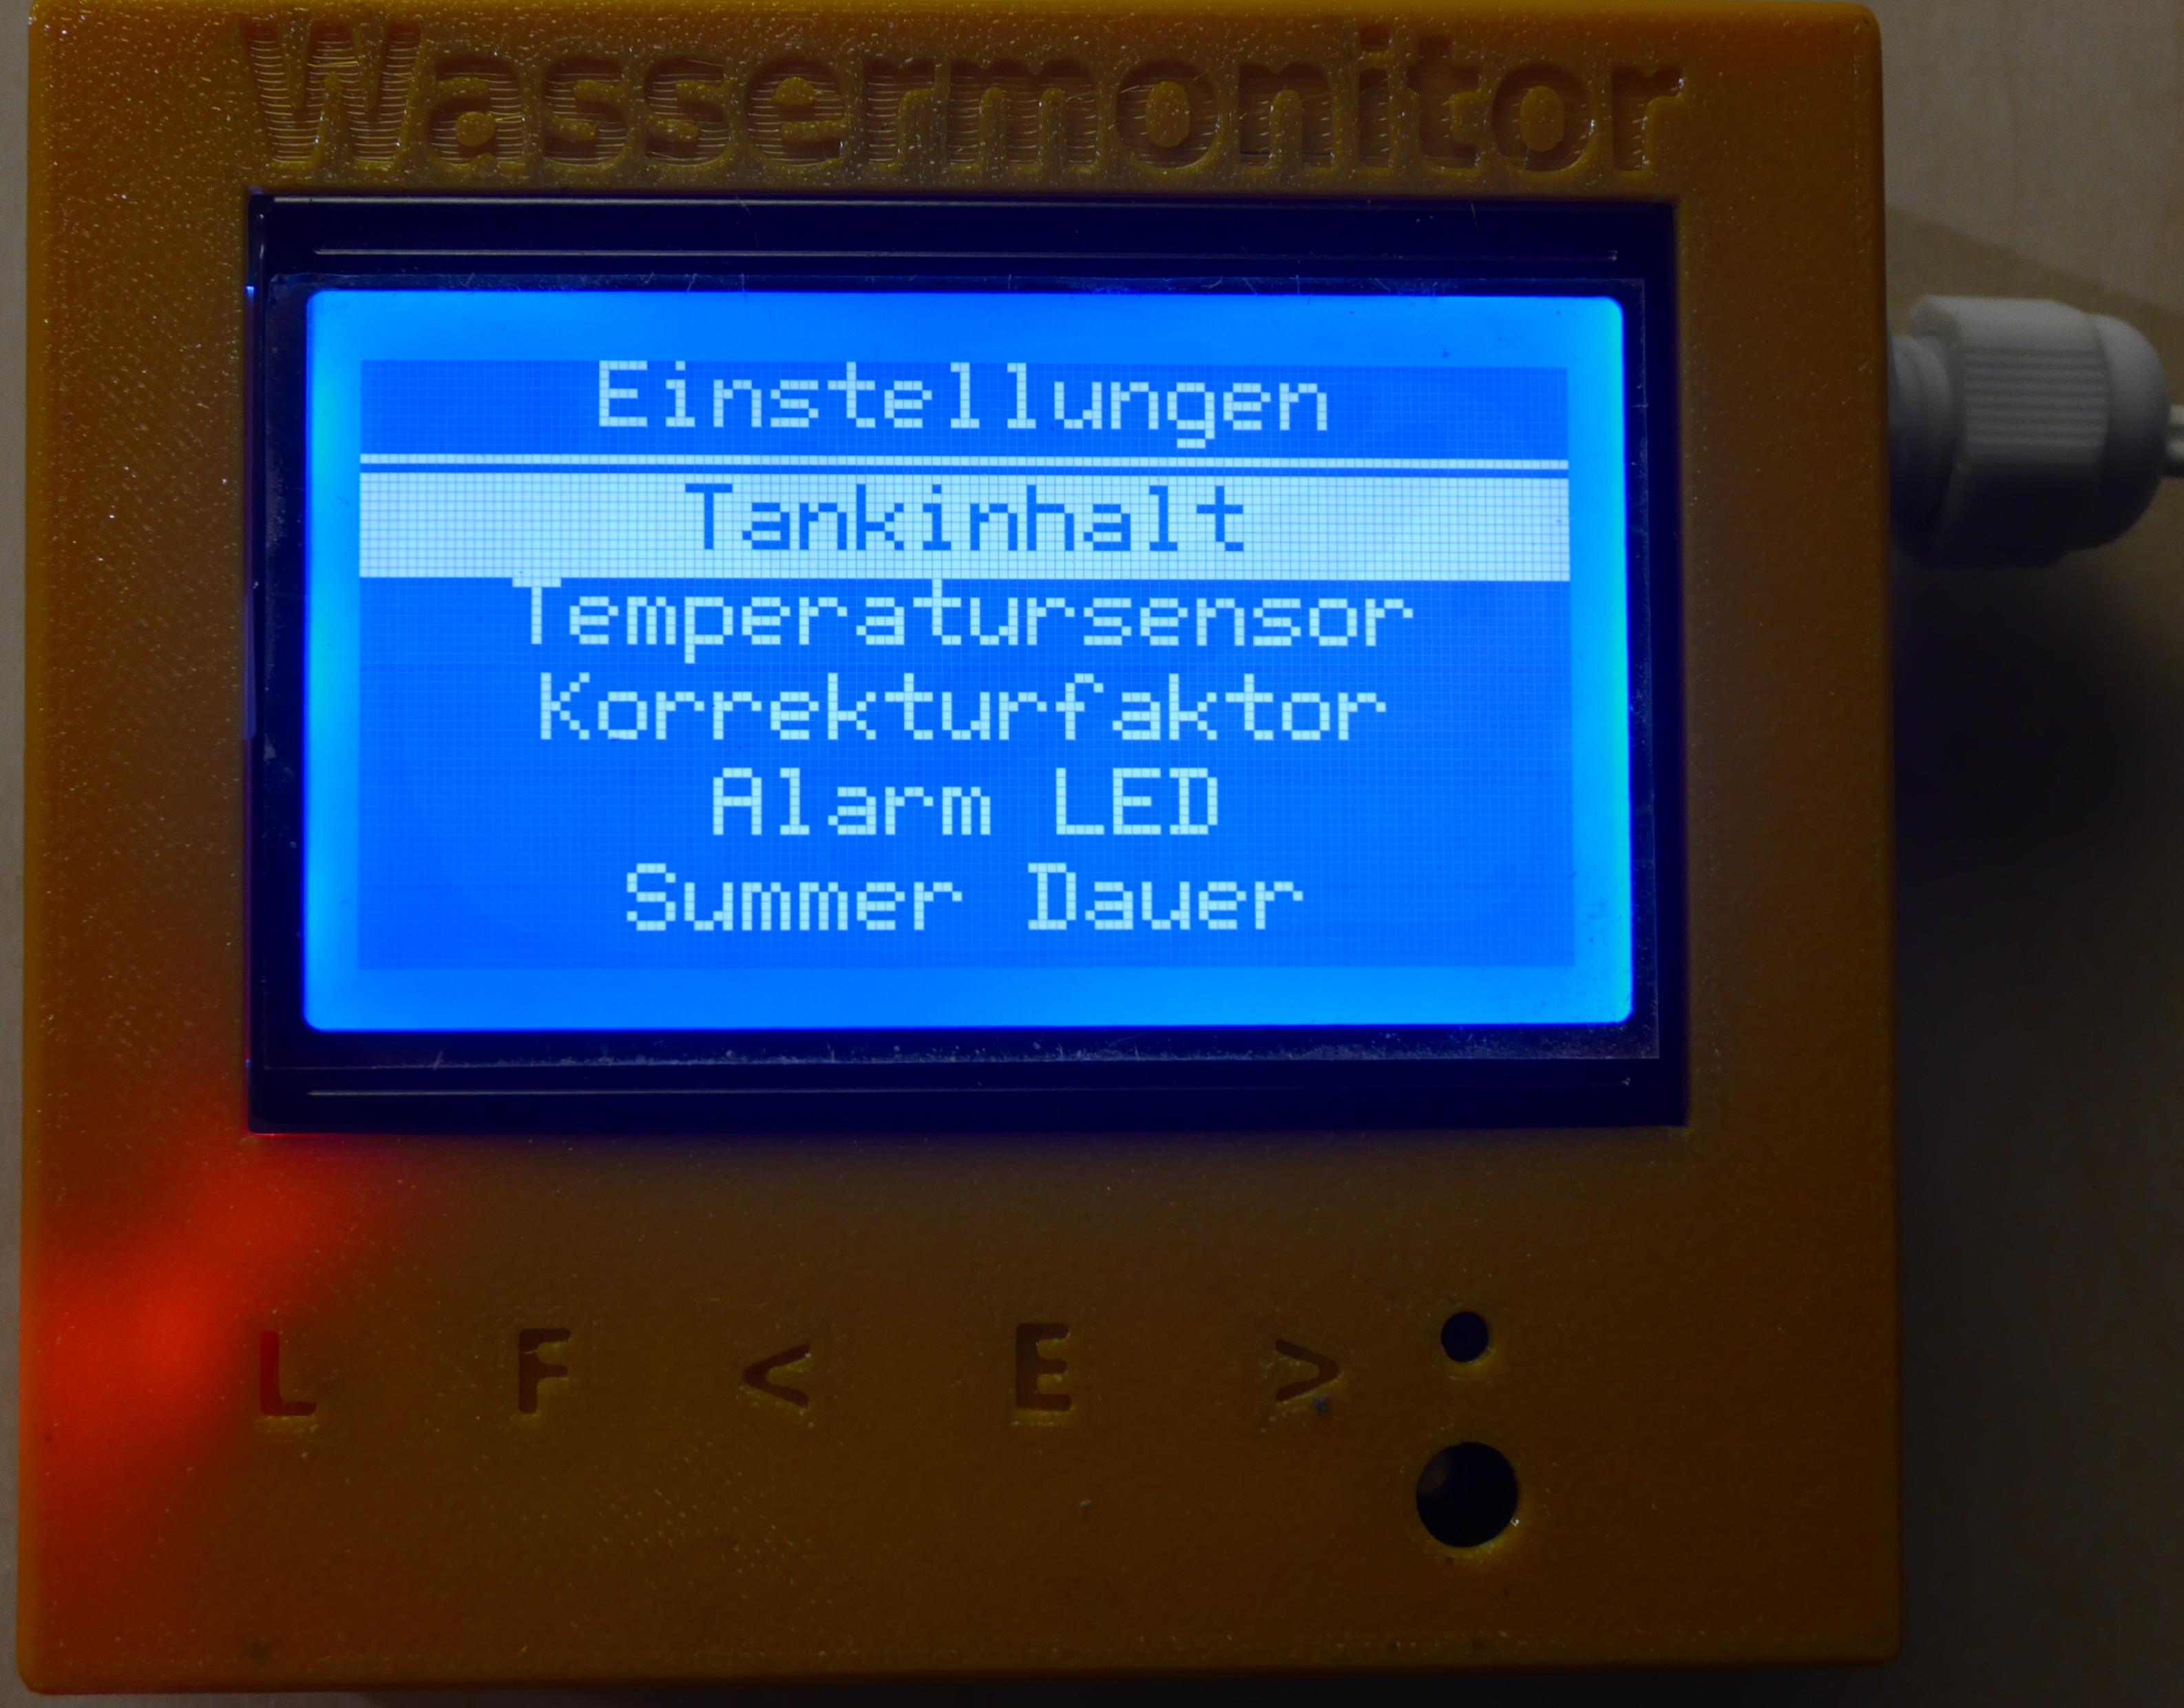 Wassermonitor
Einstellungen
Tankinhalt
Temperatursensor
Korrekturfaktor
Alarm LED
Summer Dauer
L F < E >